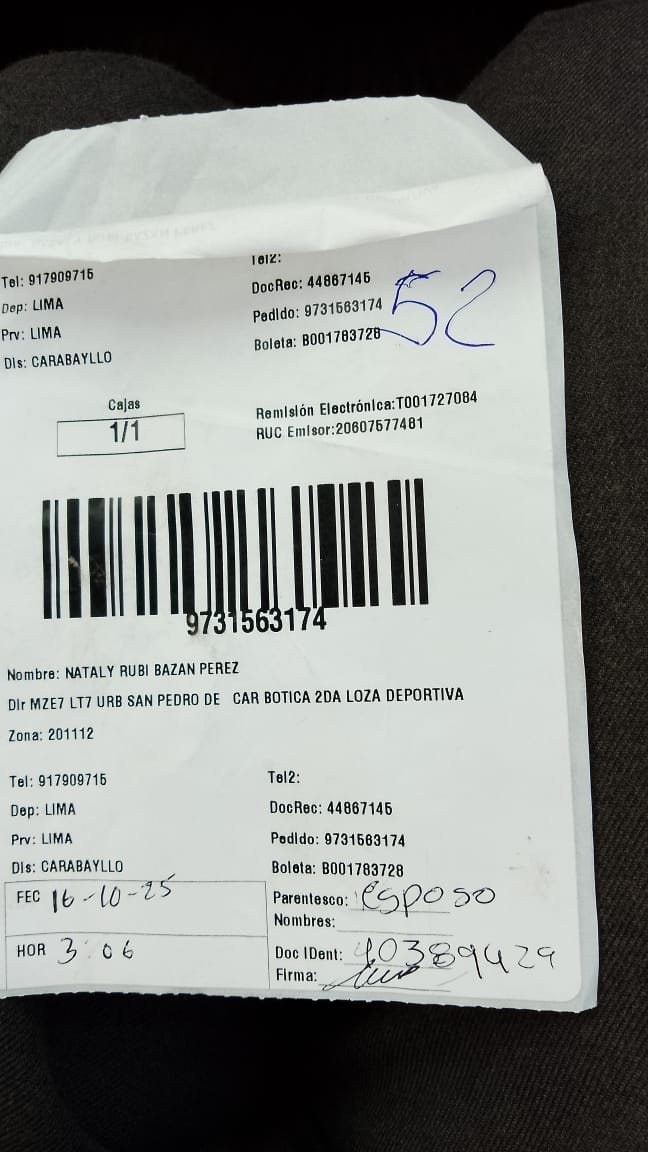 Tel: 917909715 Tel2:
Dep: LIMA DocRec: 44867145
Prv: LIMA Pedido: 9731563174
Dis: CARABAYLLO Boleta: B001783728
52
Cajas
1/1
Remisión Electrónica:T001727084
RUC Emisor:20607577481
9731563174
Nombre: NATALY RUBI BAZAN PEREZ
Dir MZE7 LT7 URB SAN PEDRO DE CAR BOTICA 2DA LOZA DEPORTIVA
Zona: 201112
Tel: 917909715 Tel2:
Dep: LIMA DocRec: 44867145
Prv: LIMA Pedido: 9731563174
Dis: CARABAYLLO Boleta: B001783728
FEC 16-10-25 Parentesco: esposo
Nombres:
HOR 3:06 Doc IDent: 40389429
Firma: